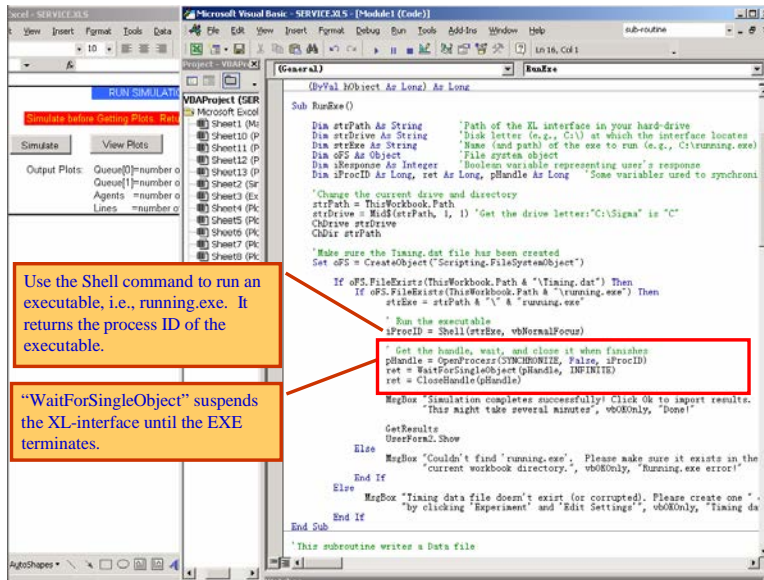 Excel - SERVICE.XLS
View Insert Format Tools Data
10
RUN SIMULATIO
Simulate before Getting Plots. Retu
Simulate
View Plots
Output Plots: Queue[0]=number o
Queue[1]=number o
Agents =number o
Lines =number o
AutoShapes
Microsoft Visual Basic - SERVICE.XLS - [Module1 (Code)]
File Edit View Insert Format Debug Run Tools Add-Ins Window Help
sub-routine
Ln 16, Col 1
Project - VBAProj
VBAProject (SER
Microsoft Excel
Sheet1 (Ma
Sheet10 (P
Sheet11 (P
Sheet12 (P
Sheet13 (P
Sheet2 (Sir
Sheet3 (Ex
Sheet4 (Plc
Sheet5 (Plc
Sheet6 (Plc
Sheet7 (Plc
Sheet8 (Plc
(General)
RunExe
(ByVal hObject As Long) As Long
Sub RunExe()
Dim strPath As String 'Path of the XL interface in your hard-drive
Dim strDrive As String 'Disk letter (e.g., C:\) at which the interface locates
Dim strExe As String 'Name (and path) of the exe to run (e.g., C:\running.exe)
Dim oFS As Object 'File system object
Dim iResponse As Integer 'Boolean variable representing user's response
Dim iProcID As Long, ret As Long, pHandle As Long 'Some variables used to synchroni
'Change the current drive and directory
strPath = ThisWorkbook.Path
strDrive = Mid$(strPath, 1, 1) 'Get the drive letter:"C:\Sigma" is "C"
ChDrive strDrive
ChDir strPath
'Make sure the Timing.dat file has been created
Set oFS = CreateObject("Scripting.FileSystemObject")
If oFS.FileExists(ThisWorkbook.Path & "\Timing.dat") Then
If oFS.FileExists(ThisWorkbook.Path & "\running.exe") Then
strExe = strPath & "\" & "running.exe"
' Run the executable
iProcID = Shell(strExe, vbNormalFocus)
' Get the handle, wait, and close it when finishes
pHandle = OpenProcess(SYNCHRONIZE, False, iProcID)
ret = WaitForSingleObject(pHandle, INFINITE)
ret = CloseHandle(pHandle)
MsgBox "Simulation completes successfully! Click Ok to import results.
"This might take several minutes", vbOKOnly, "Done!"
GetResults
UserForm2.Show
Else
MsgBox "Couldn't find 'running.exe'. Please make sure it exists in the
"current workbook directory.", vbOKOnly, "Running.exe error!"
End If
Else
MsgBox "Timing data file doesn't exist (or corrupted). Please create one "
"by clicking 'Experiment' and 'Edit Settings'", vbOKOnly, "Timing da
End If
End Sub
'This subroutine writes a Data file
Use the Shell command to run an
executable, i.e., running.exe. It
returns the process ID of the
executable.
“WaitForSingleObject” suspends
the XL-interface until the EXE
terminates.